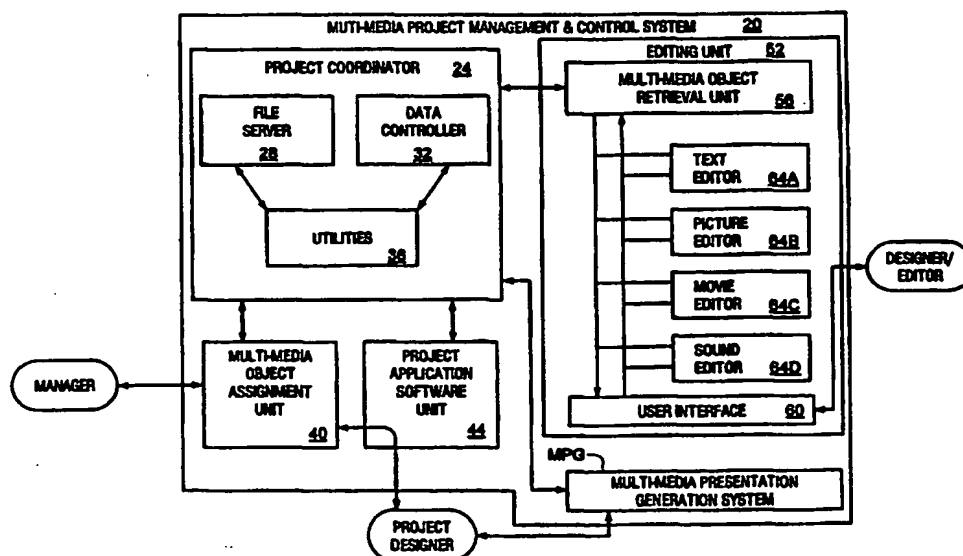 MUTI-MEDIA PROJECT MANAGEMENT & CONTROL SYSTEM 20
PROJECT COORDINATOR 24
FILE
SERVER
28
DATA
CONTROLLER
32
UTILITIES
36
EDITING UNIT 52
MULTI-MEDIA OBJECT
RETRIEVAL UNIT
56
TEXT
EDITOR 64A
PICTURE
EDITOR 64B
MOVIE
EDITOR 64C
SOUND
EDITOR 64D
USER INTERFACE 60
DESIGNER/
EDITOR
MANAGER
MULTI-MEDIA
OBJECT
ASSIGNMENT
UNIT
40
PROJECT
APPLICATION
SOFTWARE
UNIT
44
MPG
MULTI-MEDIA PRESENTATION
GENERATION SYSTEM
PROJECT
DESIGNER